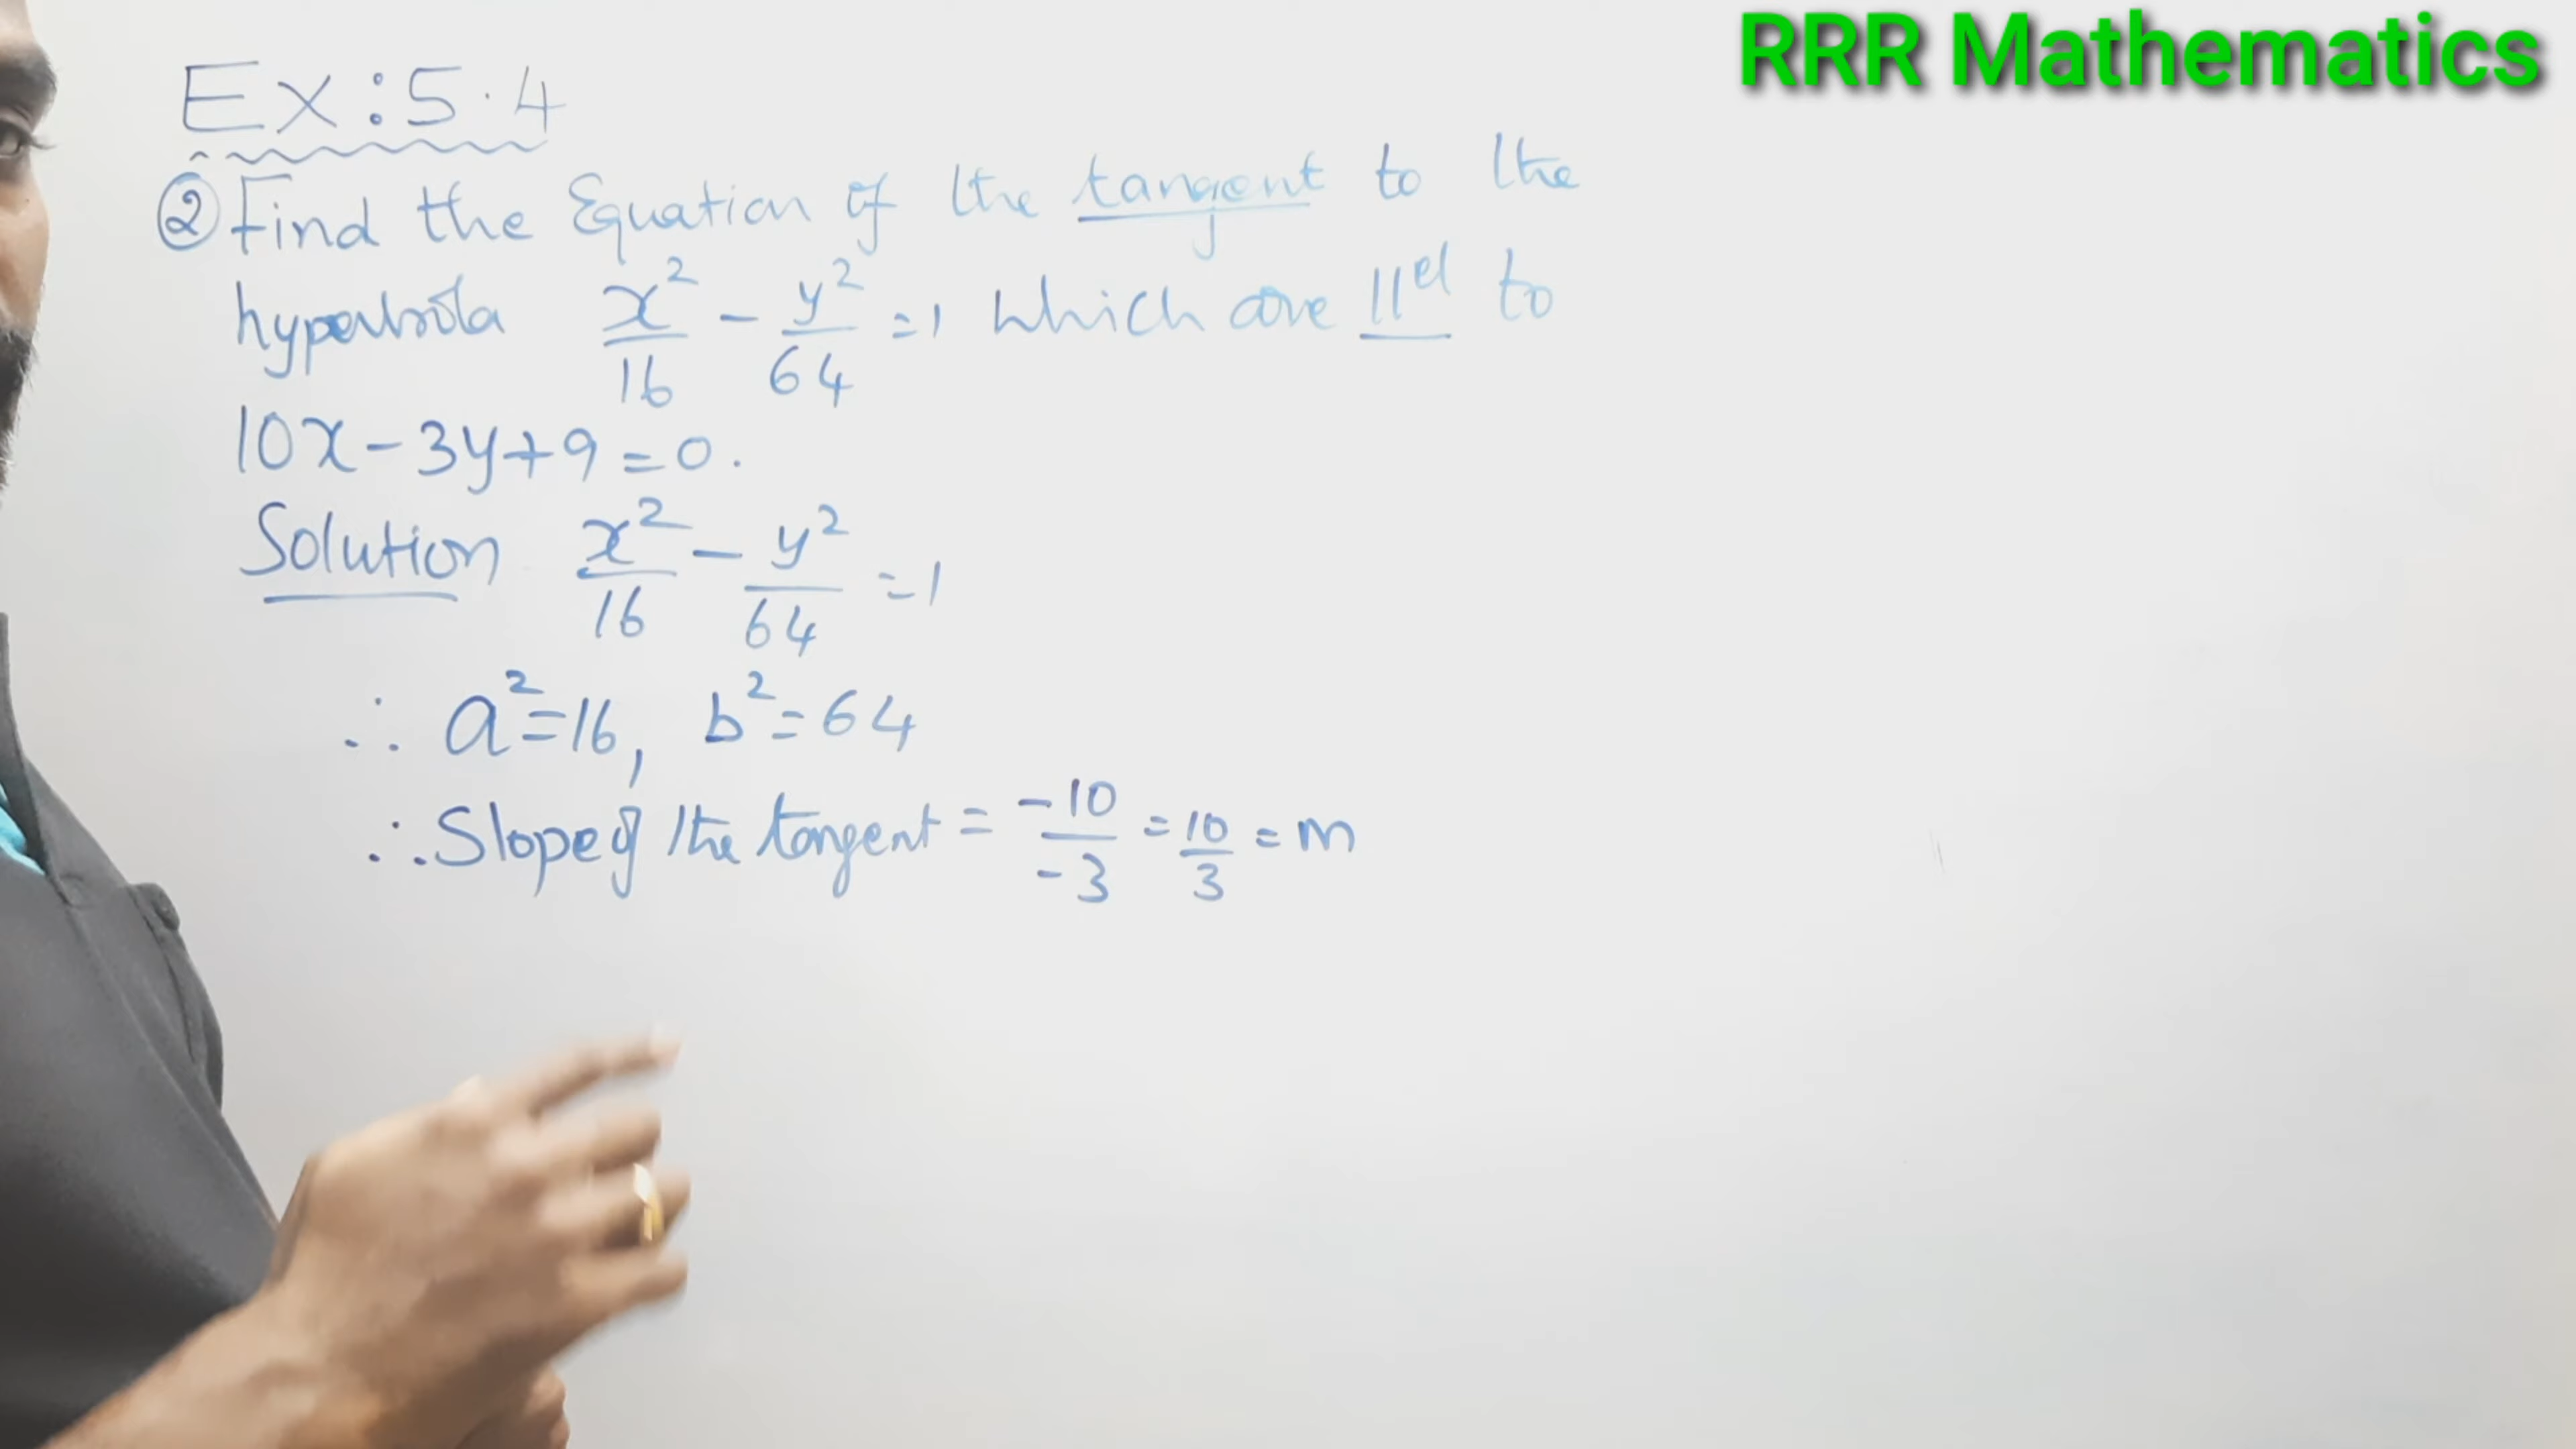 RRR Mathematics
Ex:5.4
② Find the Equation of the tangent to the
hyperbola x²/16 - y²/64 = 1 which are ||el to
10x-3y+9=0.
Solution x²/16 - y²/64 = 1
∴ a²=16, b²=64
∴ Slope of the tangent = -10/-3 = 10/3 = m